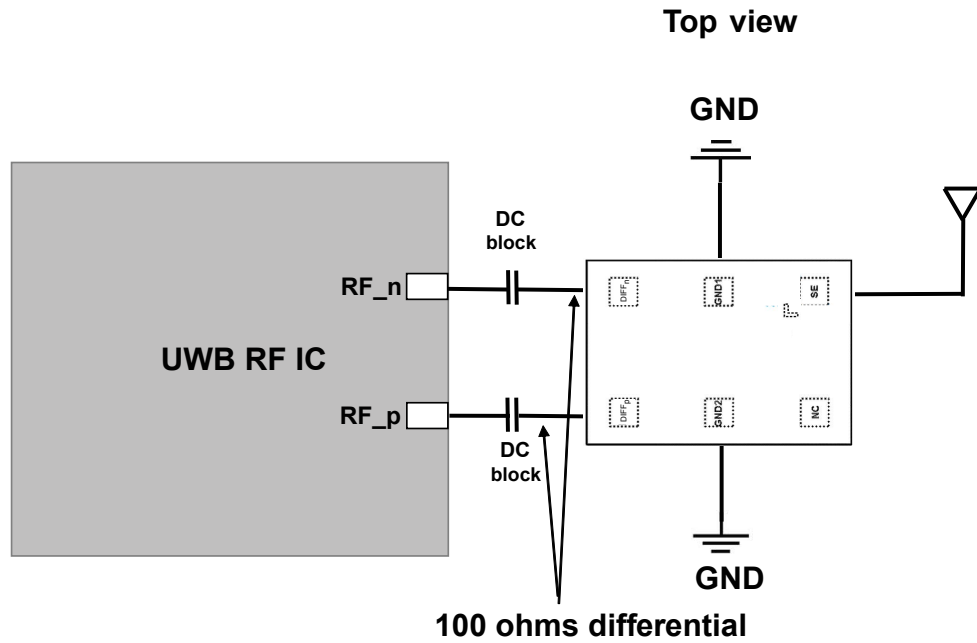 Top view
GND
DC
block
RF_n
DIFFn
GND1
SE
UWB RF IC
RF_p
DIFFp
GND2
NC
DC
block
GND
100 ohms differential